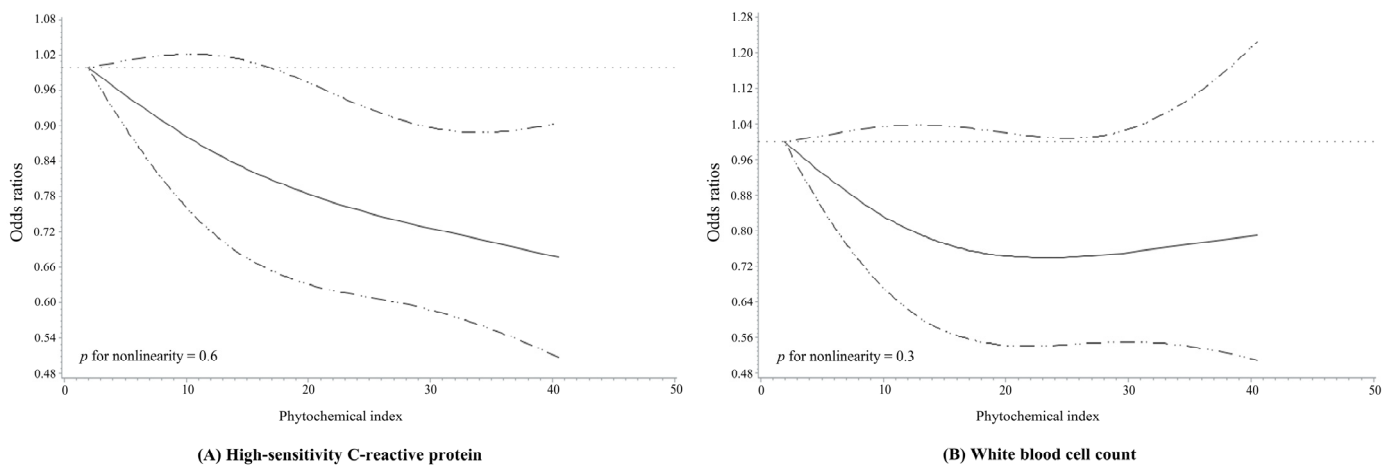 1.08
1.02
0.96
0.90
0.84
0.78
0.72
0.66
0.60
0.54
0.48
Odds ratios
p for nonlinearity = 0.6
0 10 20 30 40 50
Phytochemical index
(A) High-sensitivity C-reactive protein
1.28
1.20
1.12
1.04
0.96
0.88
0.80
0.72
0.64
0.56
0.48
Odds ratios
p for nonlinearity = 0.3
0 10 20 30 40 50
Phytochemical index
(B) White blood cell count